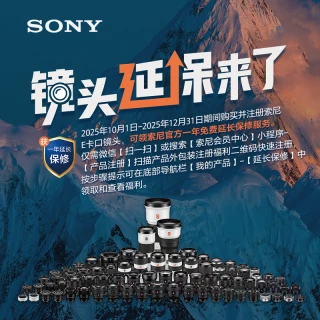 SONY
镜头延保来了
2025年10月1日–2025年12月31日期间购买并注册索尼
E卡口镜头，可领索尼官方一年免费延长保修服务。
仅需微信【扫一扫】或搜索【索尼会员中心】小程序–
【产品注册】扫描产品外包装注册福利二维码快速注册，
按步骤提示可在底部导航栏【我的产品】-【延长保修】中
领取和查看福利。
一年延长
保修